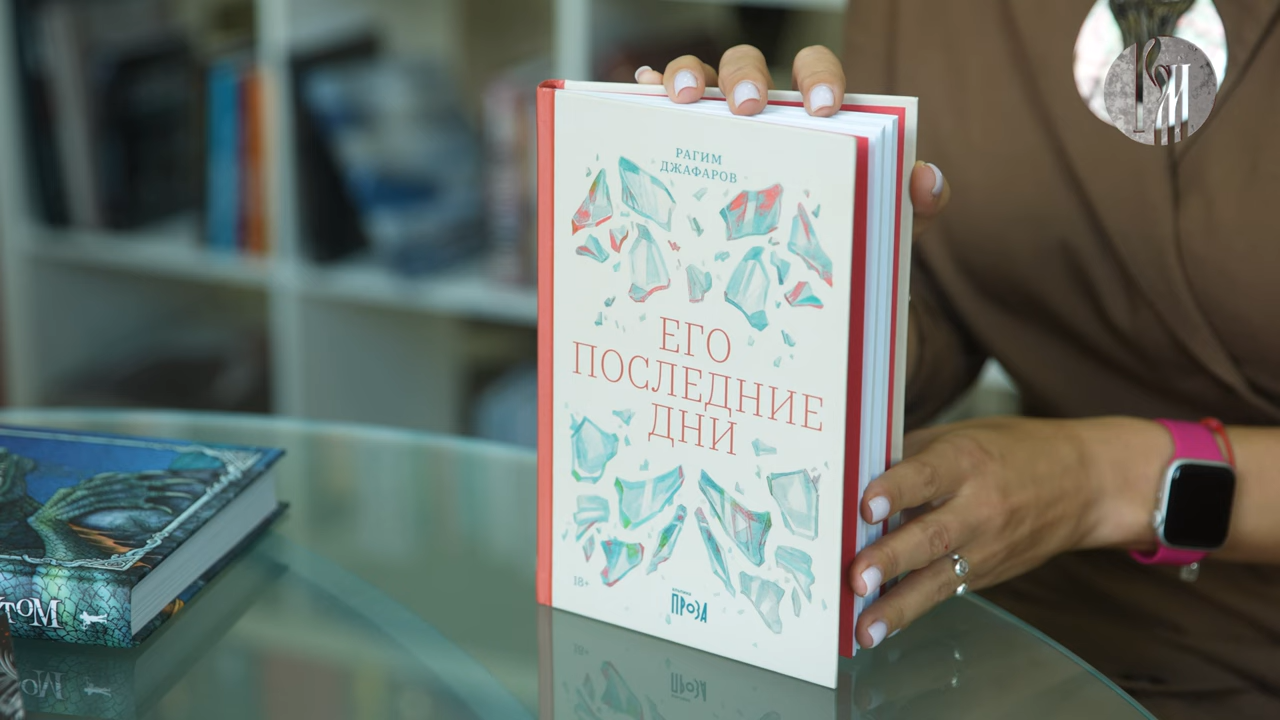 РАГИМ
ДЖАФАРОВ
ЕГО
ПОСЛЕДНИЕ
ДНИ
18+
ПРОЗА